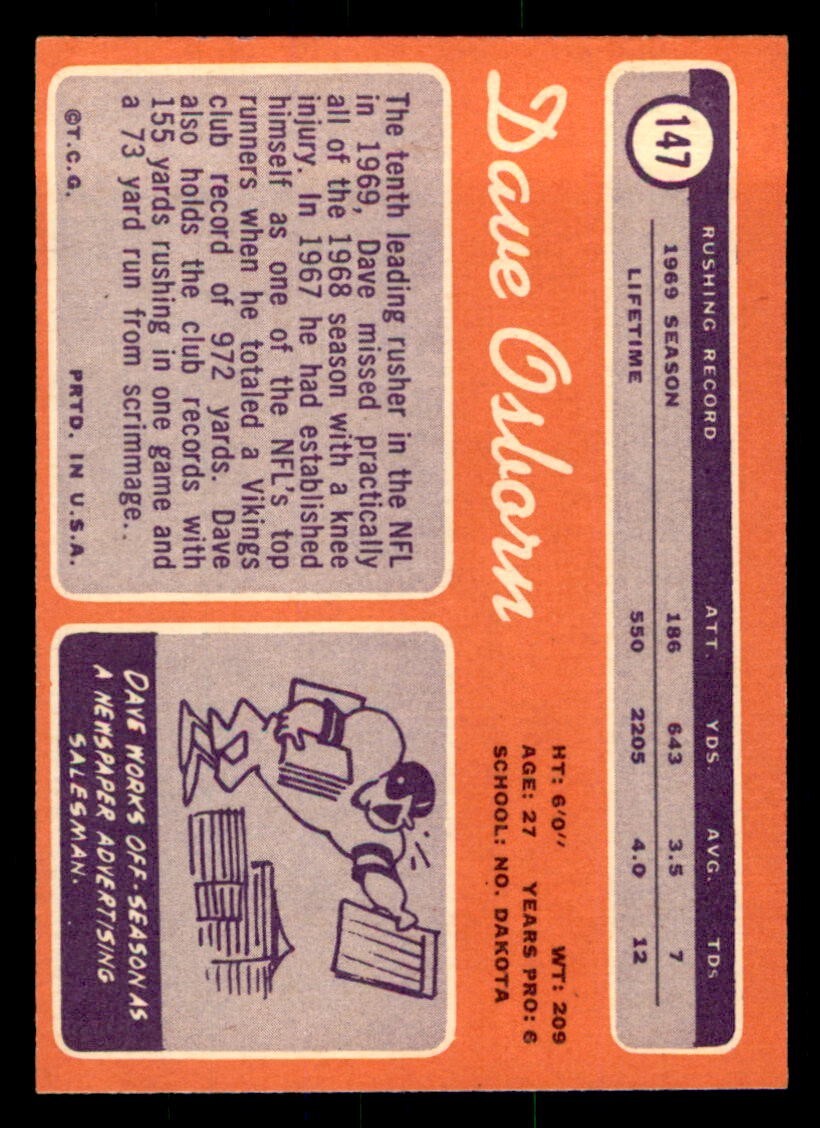 147
RUSHING RECORD ATT. YDS. AVG. TDs
1969 SEASON 186 643 3.5 7
LIFETIME 550 2205 4.0 12
Dave Osborn
HT: 6'0" WT: 209
AGE: 27 YEARS PRO: 6
SCHOOL: NO. DAKOTA
The tenth leading rusher in the NFL
in 1969, Dave missed practically
all of the 1968 season with a knee
injury. In 1967 he had established
himself as one of the NFL's top
runners when he totaled a Vikings
club record of 972 yards. Dave
also holds the club records with
155 yards rushing in one game and
a 73 yard run from scrimmage..
©T.C.G. PRTD. IN U.S.A.
DAVE WORKS OFF-SEASON AS
A NEWSPAPER ADVERTISING
SALESMAN.